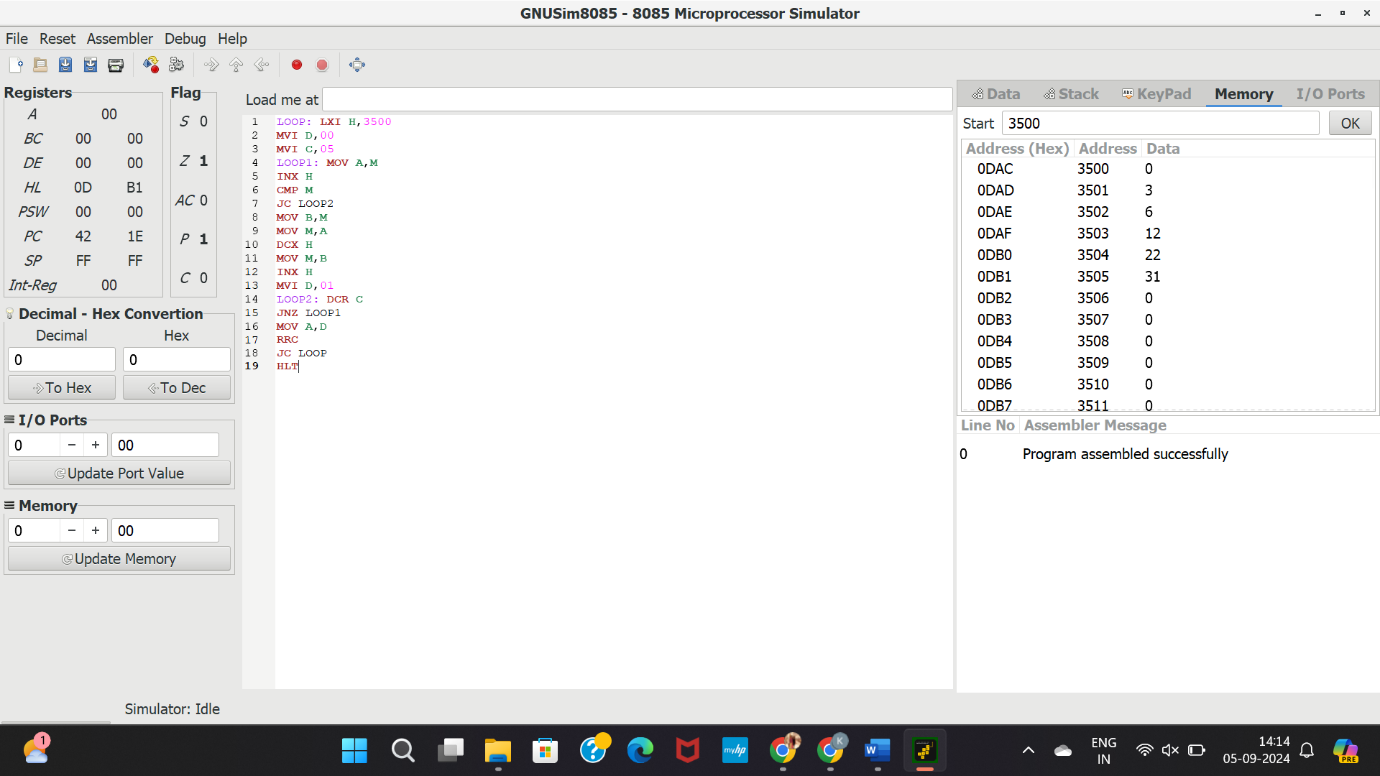 GNUSim8085 - 8085 Microprocessor Simulator
File Reset Assembler Debug Help
Registers
A 00
BC 00 00
DE 00 00
HL 0D B1
PSW 00 00
PC 42 1E
SP FF FF
Int-Reg 00
Flag
S 0
Z 1
AC 0
P 1
C 0
Decimal - Hex Convertion
Decimal Hex
0 0
To Hex To Dec
I/O Ports
0 - + 00
Update Port Value
Memory
0 - + 00
Update Memory
Load me at
1 LOOP: LXI H,3500
2 MVI D,00
3 MVI C,05
4 LOOP1: MOV A,M
5 INX H
6 CMP M
7 JC LOOP2
8 MOV B,M
9 MOV M,A
10 DCX H
11 MOV M,B
12 INX H
13 MVI D,01
14 LOOP2: DCR C
15 JNZ LOOP1
16 MOV A,D
17 RRC
18 JC LOOP
19 HLT
Data Stack KeyPad Memory I/O Ports
Start 3500 OK
Address (Hex) Address Data
0DAC 3500 0
0DAD 3501 3
0DAE 3502 6
0DAF 3503 12
0DB0 3504 22
0DB1 3505 31
0DB2 3506 0
0DB3 3507 0
0DB4 3508 0
0DB5 3509 0
0DB6 3510 0
0DB7 3511 0
Line No Assembler Message
0 Program assembled successfully
Simulator: Idle
1
myhp
K
W
ENG
IN
14:14
05-09-2024
PRE